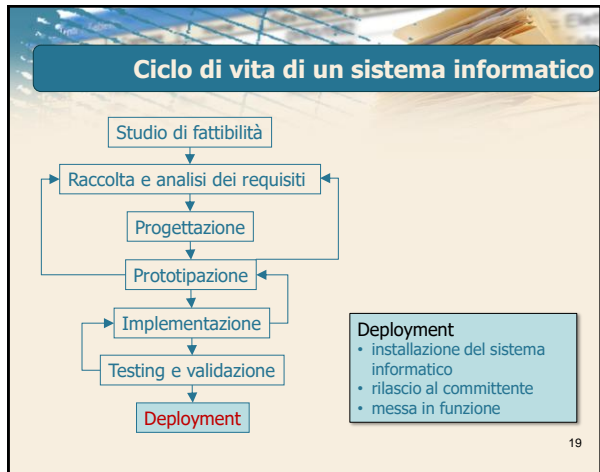 Ciclo di vita di un sistema informatico
Studio di fattibilità
Raccolta e analisi dei requisiti
Progettazione
Prototipazione
Implementazione
Testing e validazione
Deployment
Deployment
• installazione del sistema
informatico
• rilascio al committente
• messa in funzione
19